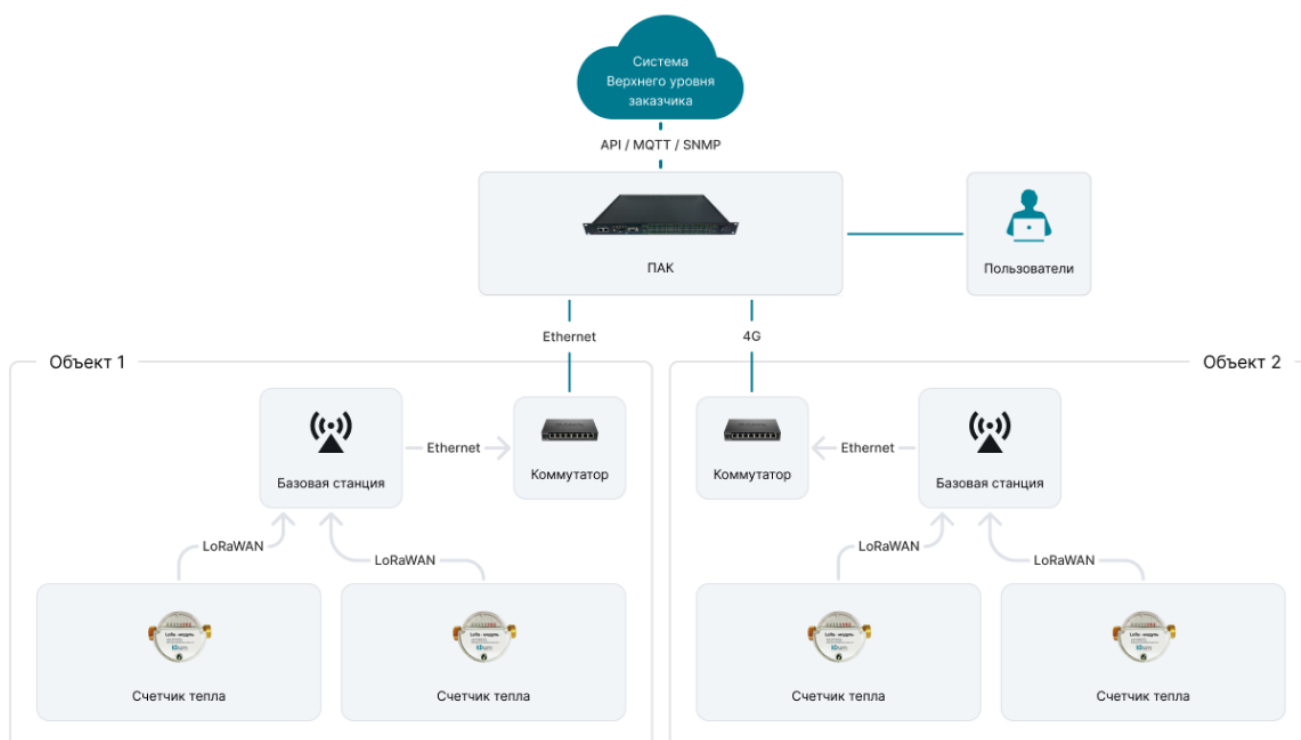 Система
Верхнего уровня
заказчика
API / MQTT / SNMP
ПАК
Пользователи
Ethernet
4G
Объект 1
Объект 2
Базовая станция
Ethernet
Коммутатор
Коммутатор
Ethernet
Базовая станция
LoRaWAN
LoRaWAN
LoRaWAN
LoRaWAN
Счетчик тепла
Счетчик тепла
Счетчик тепла
Счетчик тепла